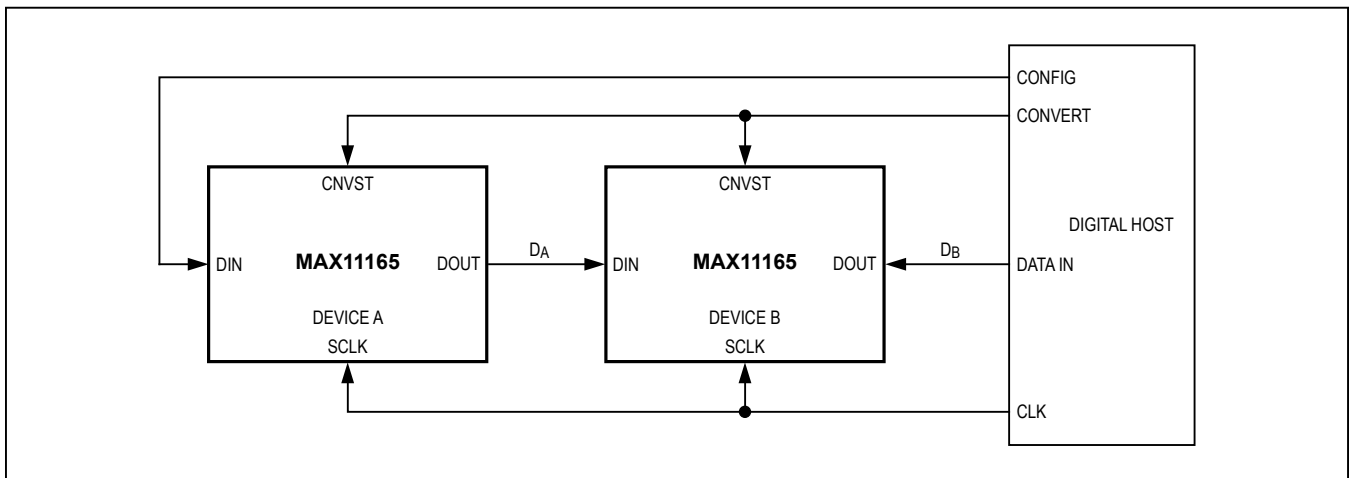 CONFIG
CONVERT
CNVST
CNVST
DIGITAL HOST
DIN
MAX11165
DOUT
DA
DIN
MAX11165
DOUT
DB
DATA IN
DEVICE A
DEVICE B
SCLK
SCLK
CLK